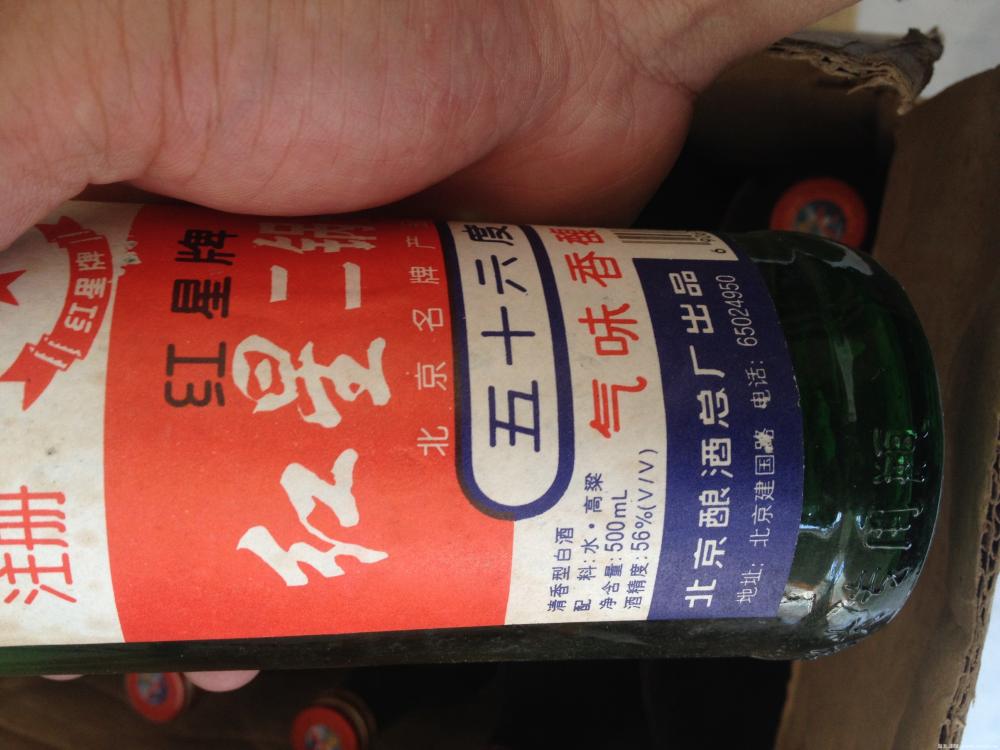 红星牌
注册
红星牌
红星二锅
北京名牌产
五十六度
气味香
清香型白酒
配 料:水·高粱
净含量:500mL
酒精度:56%(V/V)
6 9
北京酿酒总厂出品
地址: 北京建国路 电话: 65024950